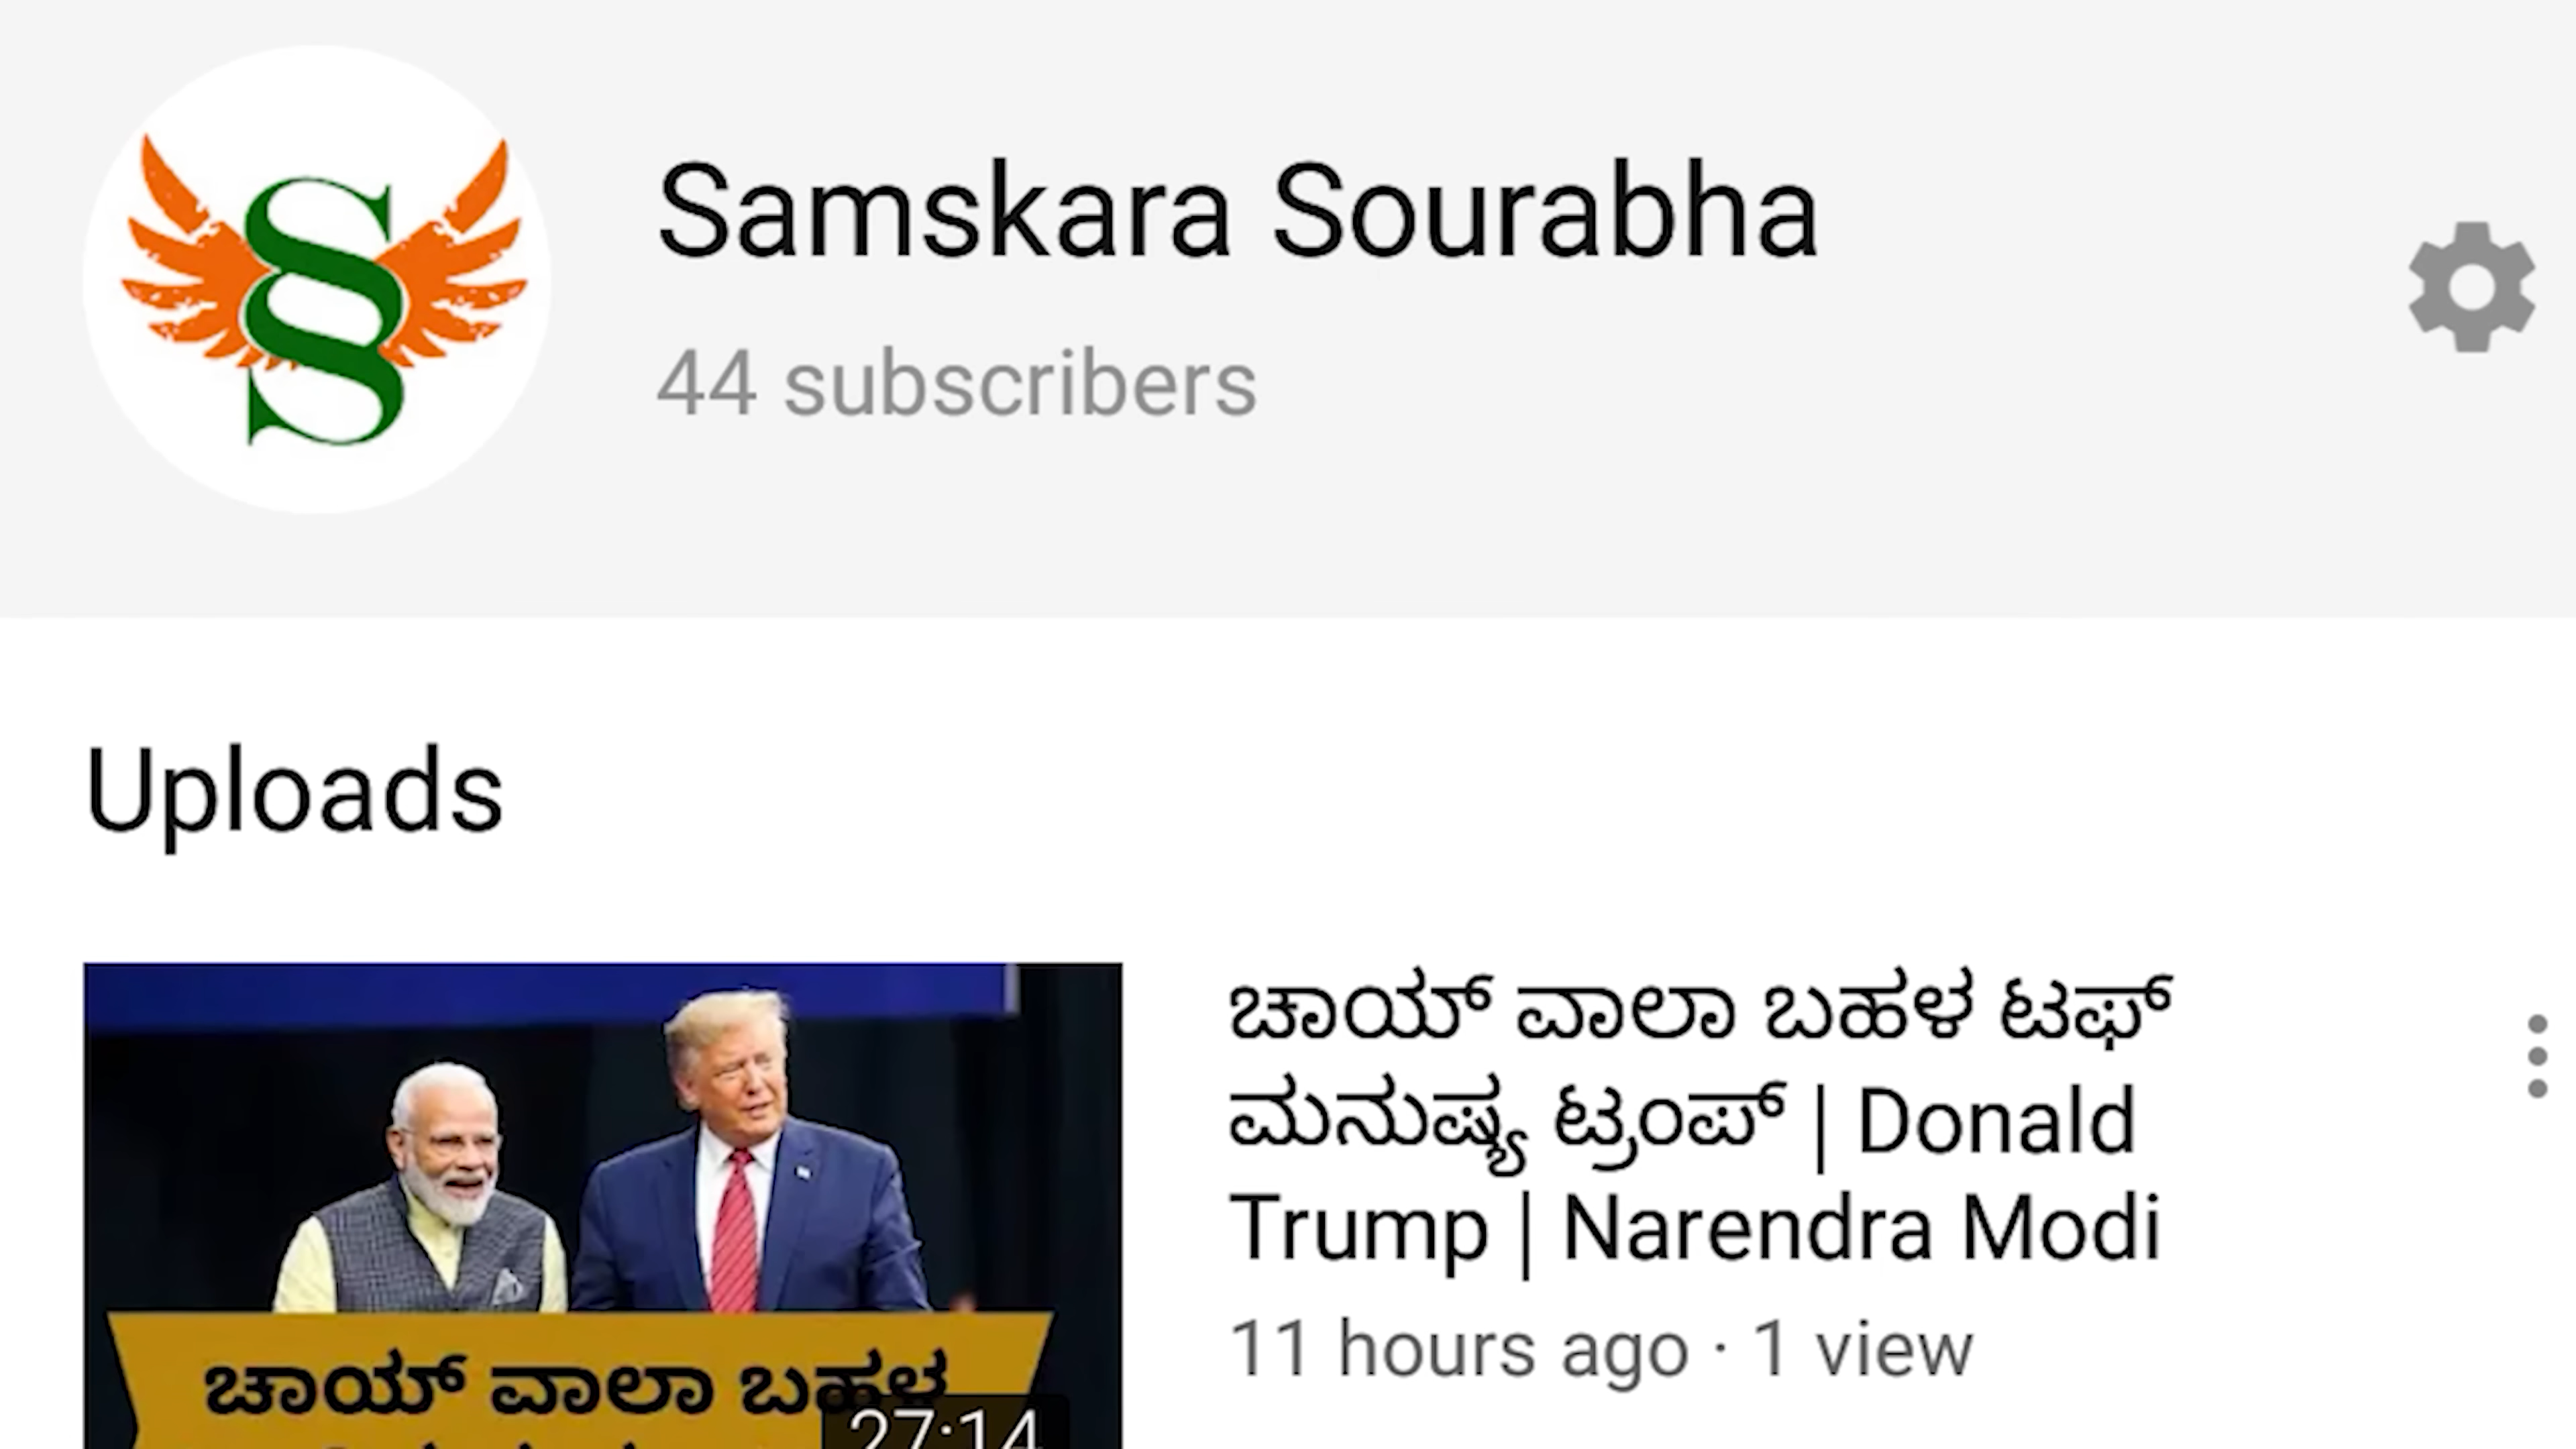 Samskara Sourabha
44 subscribers
Uploads
ಚಾಯ್ ವಾಲಾ ಬಹಳ ಟಫ್
ಮನುಷ್ಯ ಟ್ರಂಪ್ | Donald
Trump | Narendra Modi
11 hours ago · 1 view
ಚಾಯ್ ವಾಲಾ ಬಹಳ
27:14